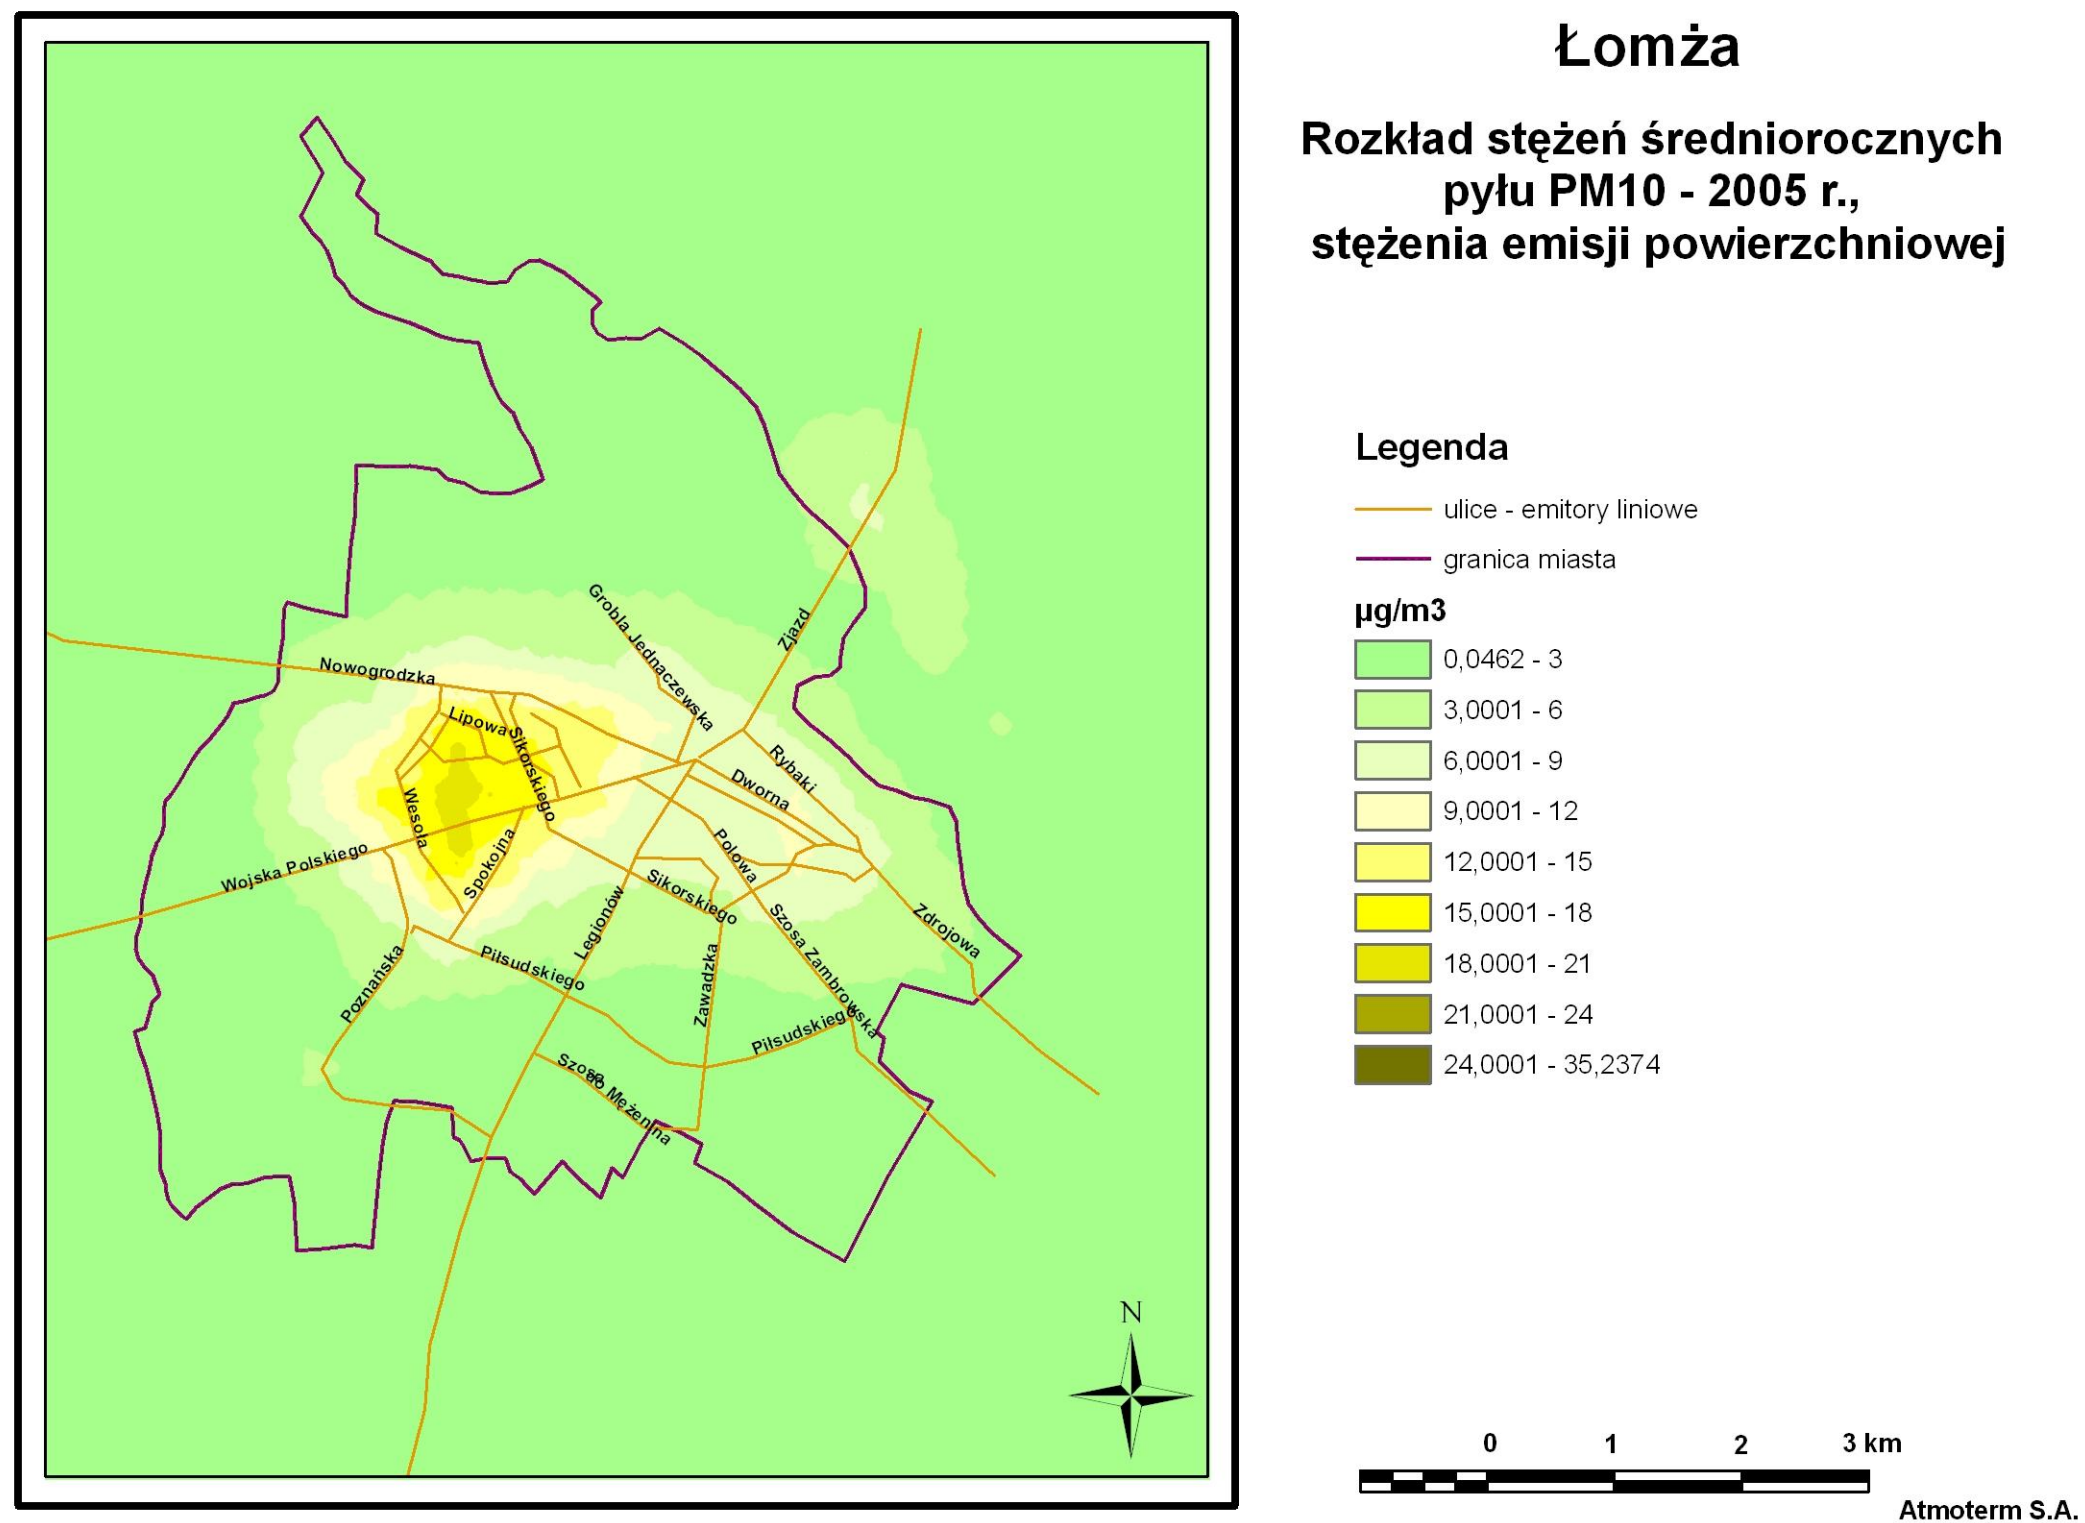 Łomża
Rozkład stężeń średniorocznych
pyłu PM10 - 2005 r.,
stężenia emisji powierzchniowej
Legenda
ulice - emitory liniowe
granica miasta
µg/m3
0,0462 - 3
3,0001 - 6
6,0001 - 9
9,0001 - 12
12,0001 - 15
15,0001 - 18
18,0001 - 21
21,0001 - 24
24,0001 - 35,2374
Grobla Jednaczewska
Zjazd
Nowogrodzka
Lipowa
Sikorskiego
Rybaki
Dworna
Wesoła
Wojska Polskiego
Spokojna
Polowa
Sikorskiego
Legionów
Szosa Zambrowska
Zdrojowa
Piłsudskiego
Poznańska
Zawadzka
Piłsudskiego
Szosa do Mężenina
N
0 1 2 3 km
Atmoterm S.A.